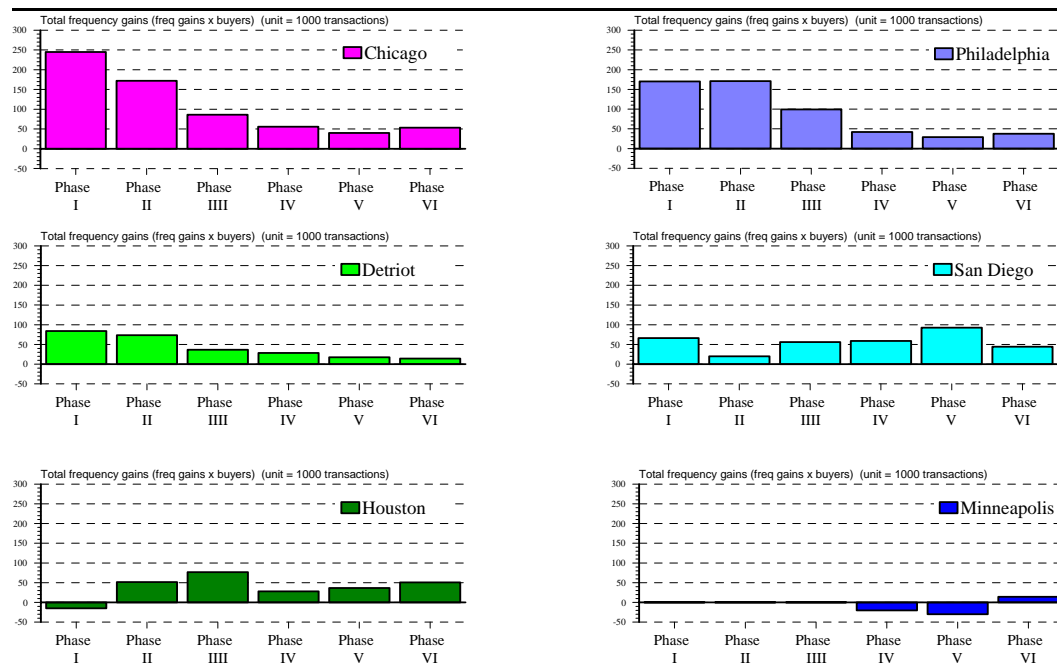 Total frequency gains (freq gains x buyers) (unit = 1000 transactions)
300
250
200
150
100
50
0
-50
Chicago
Phase I
Phase II
Phase IIII
Phase IV
Phase V
Phase VI
Total frequency gains (freq gains x buyers) (unit = 1000 transactions)
300
250
200
150
100
50
0
-50
Philadelphia
Phase I
Phase II
Phase IIII
Phase IV
Phase V
Phase VI
Total frequency gains (freq gains x buyers) (unit = 1000 transactions)
300
250
200
150
100
50
0
-50
Detriot
Phase I
Phase II
Phase IIII
Phase IV
Phase V
Phase VI
Total frequency gains (freq gains x buyers) (unit = 1000 transactions)
300
250
200
150
100
50
0
-50
San Diego
Phase I
Phase II
Phase IIII
Phase IV
Phase V
Phase VI
Total frequency gains (freq gains x buyers) (unit = 1000 transactions)
300
250
200
150
100
50
0
-50
Houston
Phase I
Phase II
Phase IIII
Phase IV
Phase V
Phase VI
Total frequency gains (freq gains x buyers) (unit = 1000 transactions)
300
250
200
150
100
50
0
-50
Minneapolis
Phase I
Phase II
Phase IIII
Phase IV
Phase V
Phase VI